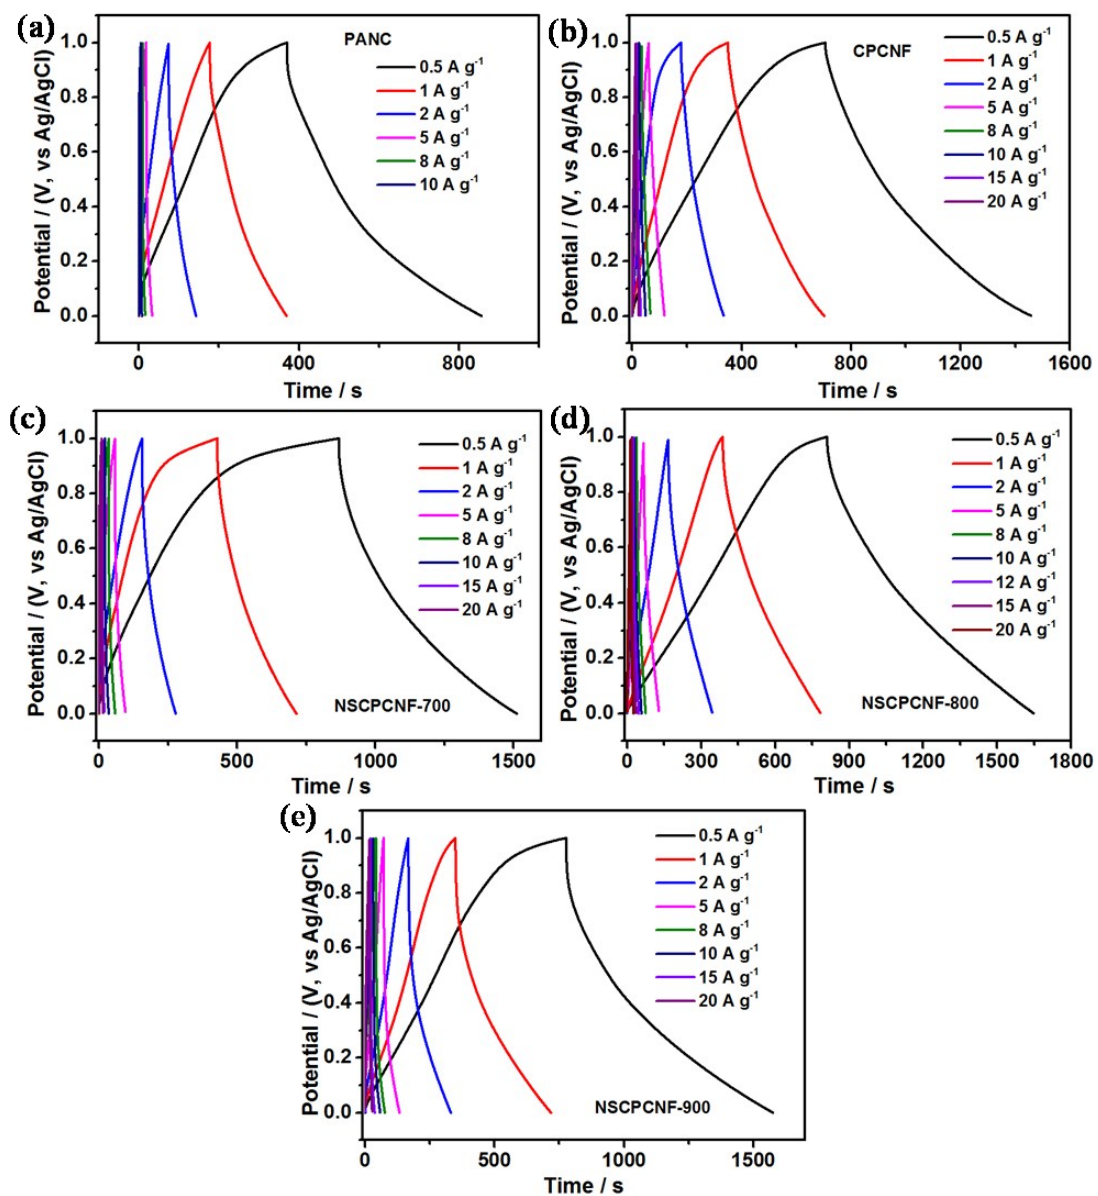 (a)
PANC
0.5 A g⁻¹
1 A g⁻¹
2 A g⁻¹
5 A g⁻¹
8 A g⁻¹
10 A g⁻¹
1.0
0.8
0.6
0.4
0.2
0.0
Potential / (V, vs Ag/AgCl)
0 400 800
Time / s
(b)
CPCNF
0.5 A g⁻¹
1 A g⁻¹
2 A g⁻¹
5 A g⁻¹
8 A g⁻¹
10 A g⁻¹
15 A g⁻¹
20 A g⁻¹
1.0
0.8
0.6
0.4
0.2
0.0
Potential / (V, vs Ag/AgCl)
0 400 800 1200 1600
Time / s
(c)
0.5 A g⁻¹
1 A g⁻¹
2 A g⁻¹
5 A g⁻¹
8 A g⁻¹
10 A g⁻¹
15 A g⁻¹
20 A g⁻¹
NSCPCNF-700
1.0
0.8
0.6
0.4
0.2
0.0
Potential / (V, vs Ag/AgCl)
0 500 1000 1500
Time / s
(d)
0.5 A g⁻¹
1 A g⁻¹
2 A g⁻¹
5 A g⁻¹
8 A g⁻¹
10 A g⁻¹
12 A g⁻¹
15 A g⁻¹
20 A g⁻¹
NSCPCNF-800
1.0
0.8
0.6
0.4
0.2
0.0
Potential / (V, vs Ag/AgCl)
0 300 600 900 1200 1500 1800
Time / s
(e)
0.5 A g⁻¹
1 A g⁻¹
2 A g⁻¹
5 A g⁻¹
8 A g⁻¹
10 A g⁻¹
15 A g⁻¹
20 A g⁻¹
NSCPCNF-900
1.0
0.8
0.6
0.4
0.2
0.0
Potential / (V, vs Ag/AgCl)
0 500 1000 1500
Time / s